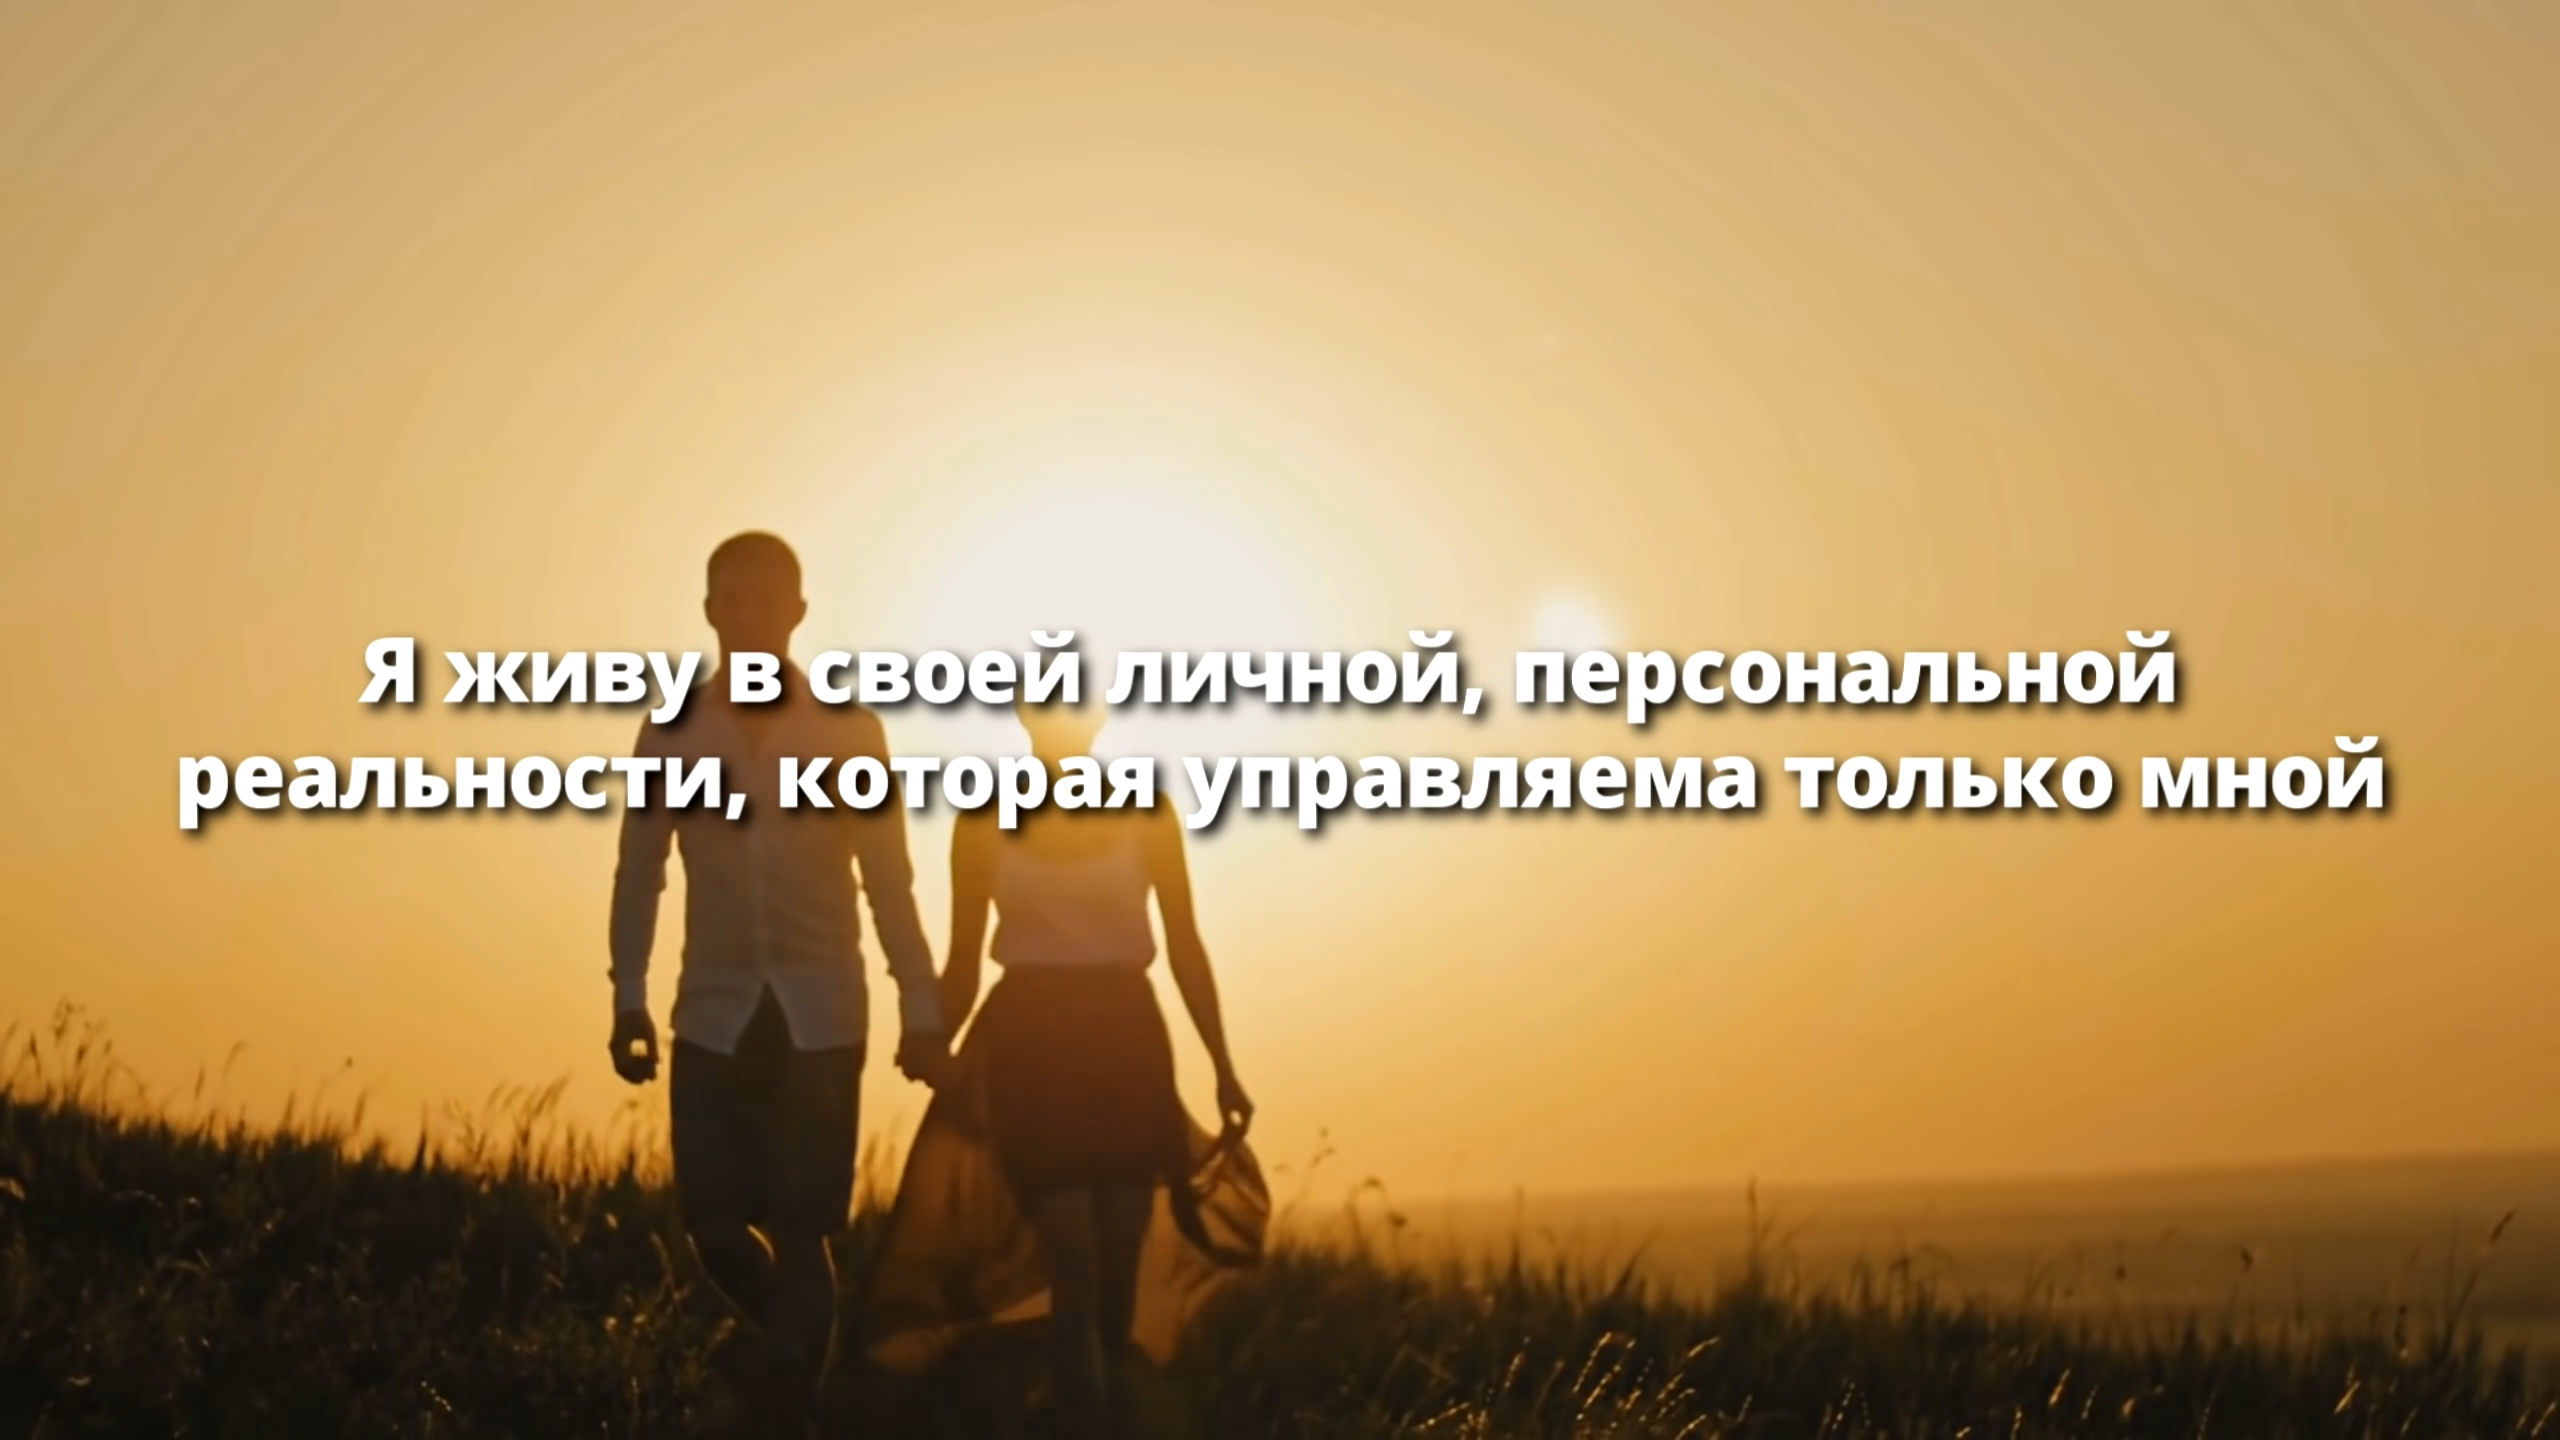 Я живу в своей личной, персональной
реальности, которая управляема только мной